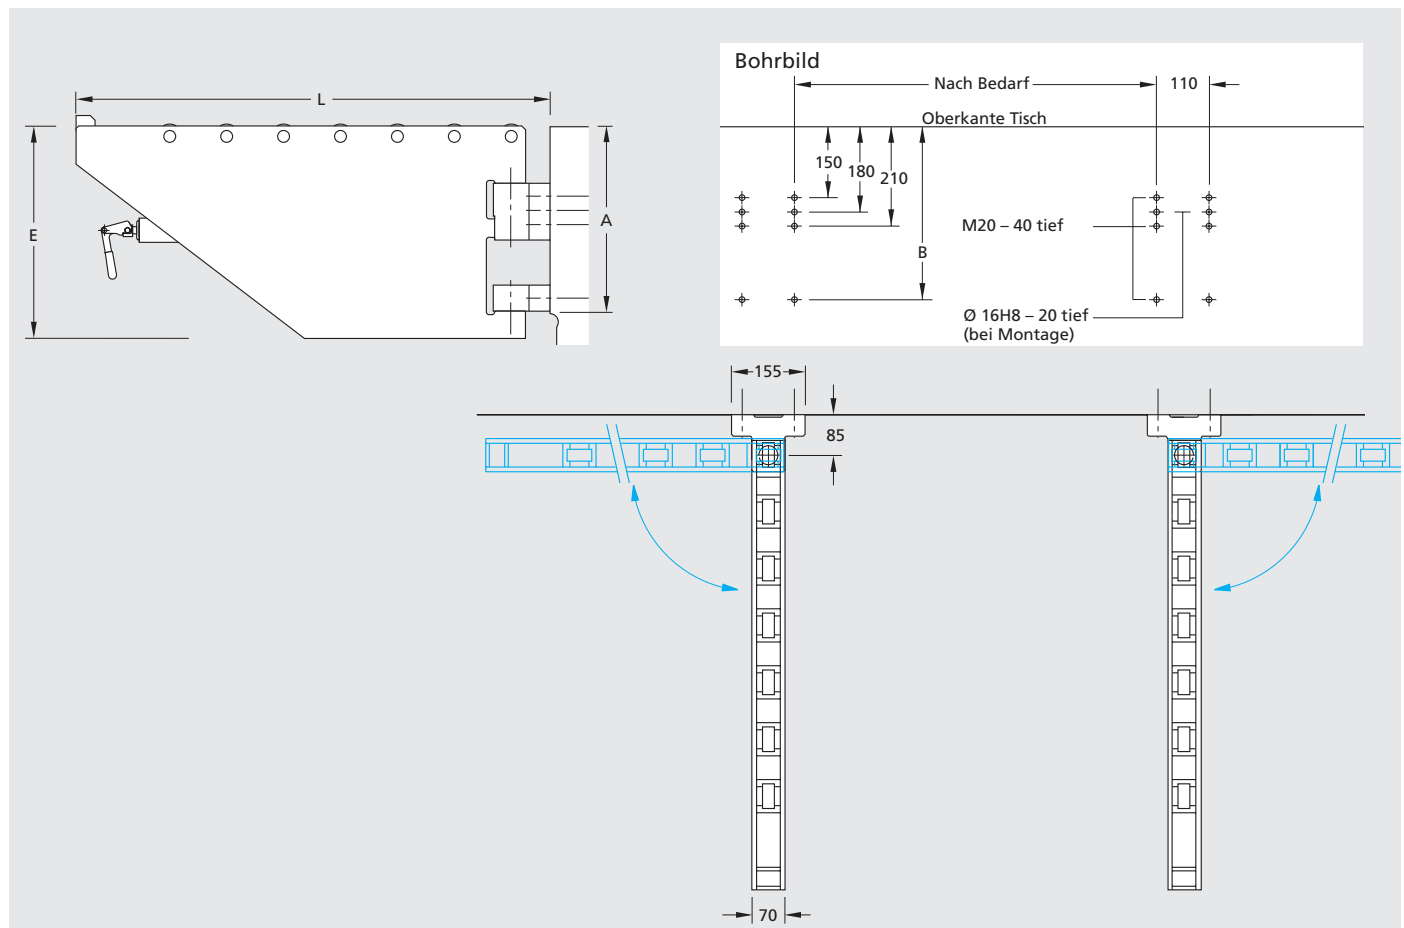 Bohrbild
Nach Bedarf
110
L
Oberkante Tisch
150
180
210
E
A
M20 – 40 tief
B
Ø 16H8 – 20 tief
(bei Montage)
155
85
70